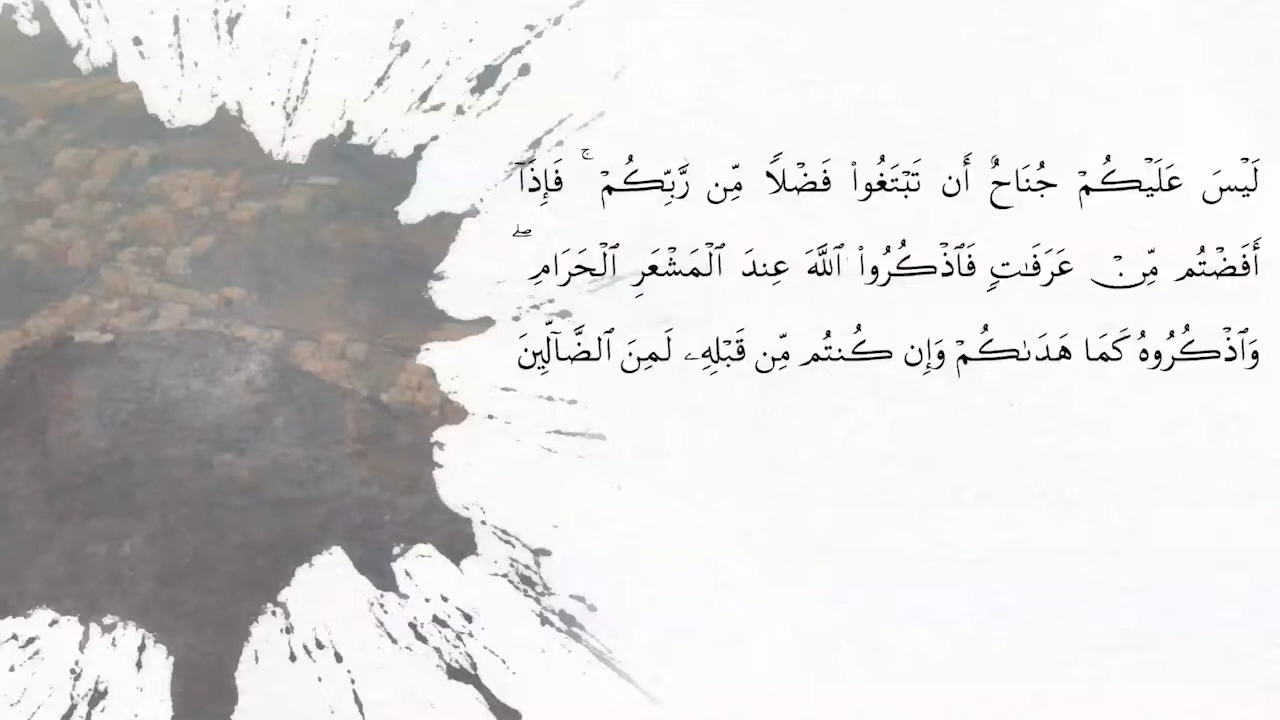 لَيْسَ عَلَيْكُمْ جُنَاحٌ أَن تَبْتَغُوا۟ فَضْلًا مِّن رَّبِّكُمْ ۚ فَإِذَآ
أَفَضْتُم مِّنْ عَرَفَـٰتٍ فَٱذْكُرُوا۟ ٱللَّهَ عِندَ ٱلْمَشْعَرِ ٱلْحَرَامِ ۖ
وَٱذْكُرُوهُ كَمَا هَدَىٰكُمْ وَإِن كُنتُم مِّن قَبْلِهِۦ لَمِنَ ٱلضَّآلِّينَ